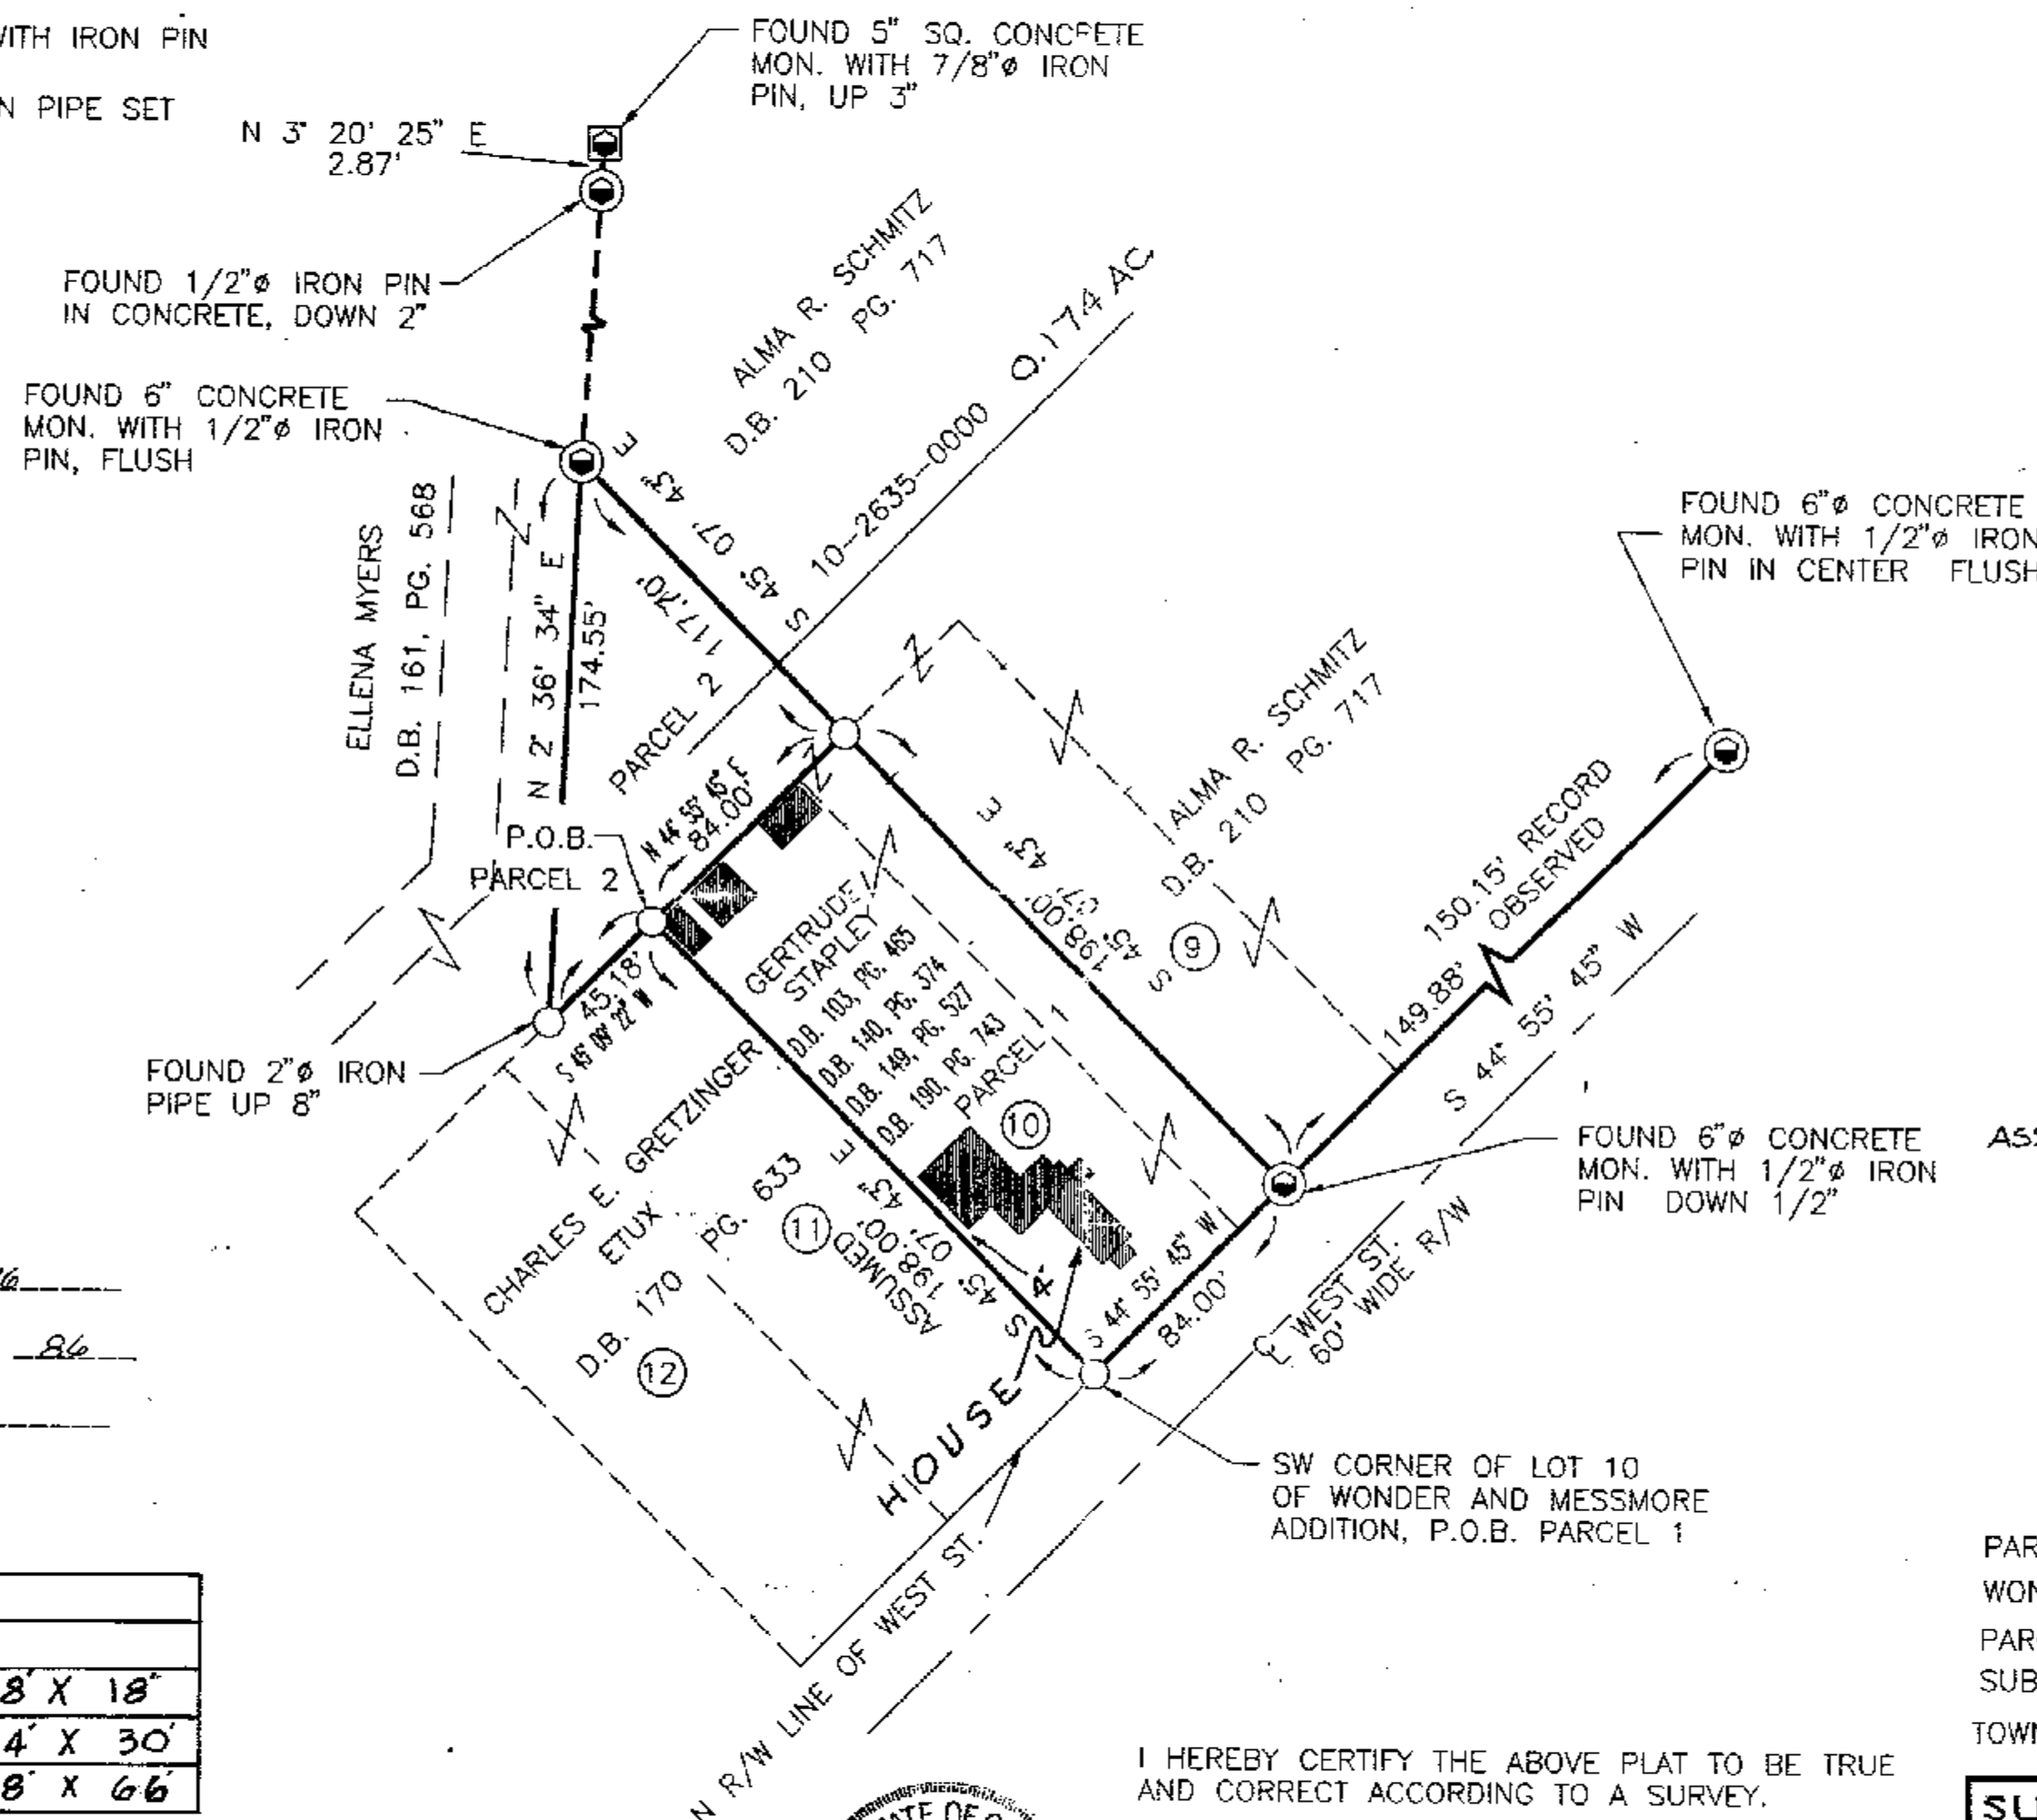 WITH IRON PIN
N PIPE SET
FOUND 5" SQ. CONCRETE
MON. WITH 7/8"ø IRON
PIN, UP 3"
N 3° 20' 25" E
2.87'
FOUND 1/2"ø IRON PIN
IN CONCRETE, DOWN 2"
FOUND 6" CONCRETE
MON. WITH 1/2"ø IRON
PIN, FLUSH
ALMA R. SCHMITZ
D.B. 210 PG. 717
10-2635-0000 0.174 AC.
S 45° 07' 43" E
117.70'
ELLENA MYERS
D.B. 161, PG. 568
N 2° 36' 34" E
174.55'
PARCEL 2
FOUND 6"ø CONCRETE
MON. WITH 1/2"ø IRON
PIN IN CENTER FLUSH
P.O.B.
PARCEL 2
N 44° 55' 45" E
84.00'
ALMA R. SCHMITZ
D.B. 210 PG. 717
9
S 45° 07' 43" E
198.00'
150.15' RECORD
149.88' OBSERVED
S 44° 55' 45" W
45.18'
FOUND 2"ø IRON
PIPE UP 8"
GERTRUDE
STAPLEY
D.B. 103, PG. 465
D.B. 140, PG. 374
D.B. 149, PG. 527
D.B. 190, PG. 743
PARCEL 1
10
CHARLES E. GRETZINGER
ETUX
D.B. 170 PG. 633
11
12
S 45° 07' 43" E
198.00'
ASSUMED
4'
HOUSE
S 44° 55' 45" W
84.00'
℄ WEST ST.
60' WIDE R/W
FOUND 6"ø CONCRETE
MON. WITH 1/2"ø IRON
PIN DOWN 1/2"
ASS
SW CORNER OF LOT 10
OF WONDER AND MESSMORE
ADDITION, P.O.B. PARCEL 1
N R/W LINE OF WEST ST.
86
8' X 18'
4' X 30'
8' X 66'
I HEREBY CERTIFY THE ABOVE PLAT TO BE TRUE
AND CORRECT ACCORDING TO A SURVEY.
PAR
WON
PAR
SUB
TOWN
SU